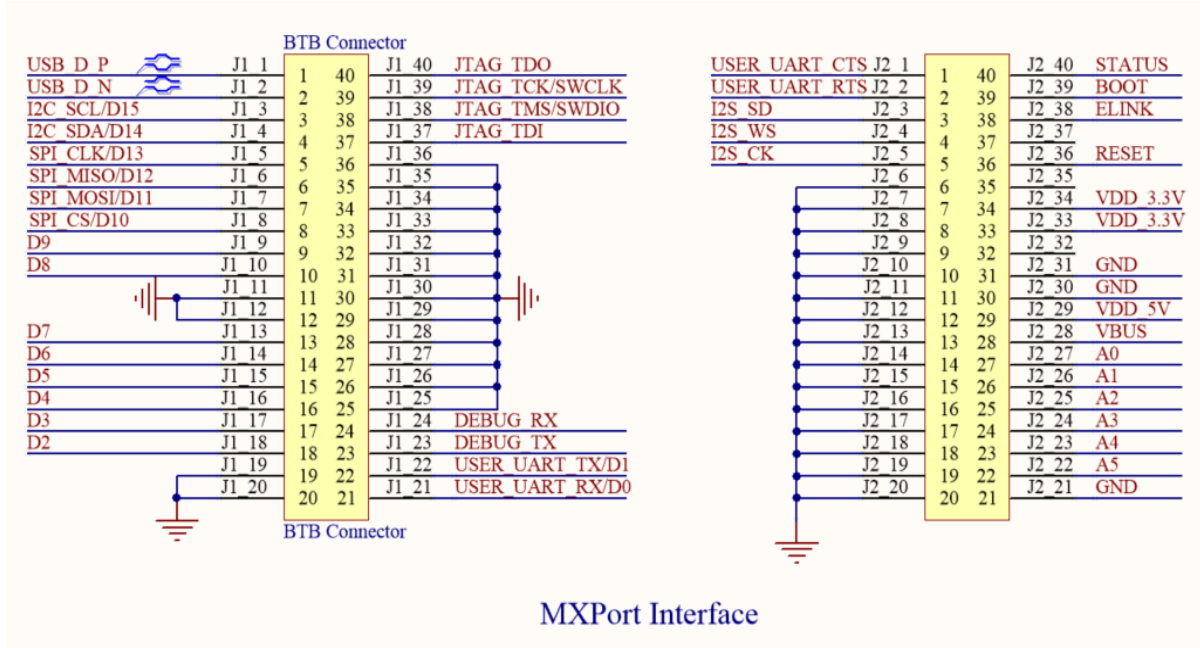 BTB Connector
USB_D_P J1_1 1 40 J1_40 JTAG_TDO
USB_D_N J1_2 2 39 J1_39 JTAG_TCK/SWCLK
I2C_SCL/D15 J1_3 3 38 J1_38 JTAG_TMS/SWDIO
I2C_SDA/D14 J1_4 4 37 J1_37 JTAG_TDI
SPI_CLK/D13 J1_5 5 36 J1_36
SPI_MISO/D12 J1_6 6 35 J1_35
SPI_MOSI/D11 J1_7 7 34 J1_34
SPI_CS/D10 J1_8 8 33 J1_33
D9 J1_9 9 32 J1_32
D8 J1_10 10 31 J1_31
J1_11 11 30 J1_30
J1_12 12 29 J1_29
D7 J1_13 13 28 J1_28
D6 J1_14 14 27 J1_27
D5 J1_15 15 26 J1_26
D4 J1_16 16 25 J1_25
D3 J1_17 17 24 J1_24 DEBUG_RX
D2 J1_18 18 23 J1_23 DEBUG_TX
J1_19 19 22 J1_22 USER_UART_TX/D1
J1_20 20 21 J1_21 USER_UART_RX/D0
BTB Connector
USER_UART_CTS J2_1 1 40 J2_40 STATUS
USER_UART_RTS J2_2 2 39 J2_39 BOOT
I2S_SD J2_3 3 38 J2_38 ELINK
I2S_WS J2_4 4 37 J2_37
I2S_CK J2_5 5 36 J2_36 RESET
J2_6 6 35 J2_35
J2_7 7 34 J2_34 VDD_3.3V
J2_8 8 33 J2_33 VDD_3.3V
J2_9 9 32 J2_32
J2_10 10 31 J2_31 GND
J2_11 11 30 J2_30 GND
J2_12 12 29 J2_29 VDD_5V
J2_13 13 28 J2_28 VBUS
J2_14 14 27 J2_27 A0
J2_15 15 26 J2_26 A1
J2_16 16 25 J2_25 A2
J2_17 17 24 J2_24 A3
J2_18 18 23 J2_23 A4
J2_19 19 22 J2_22 A5
J2_20 20 21 J2_21 GND
MXPort Interface